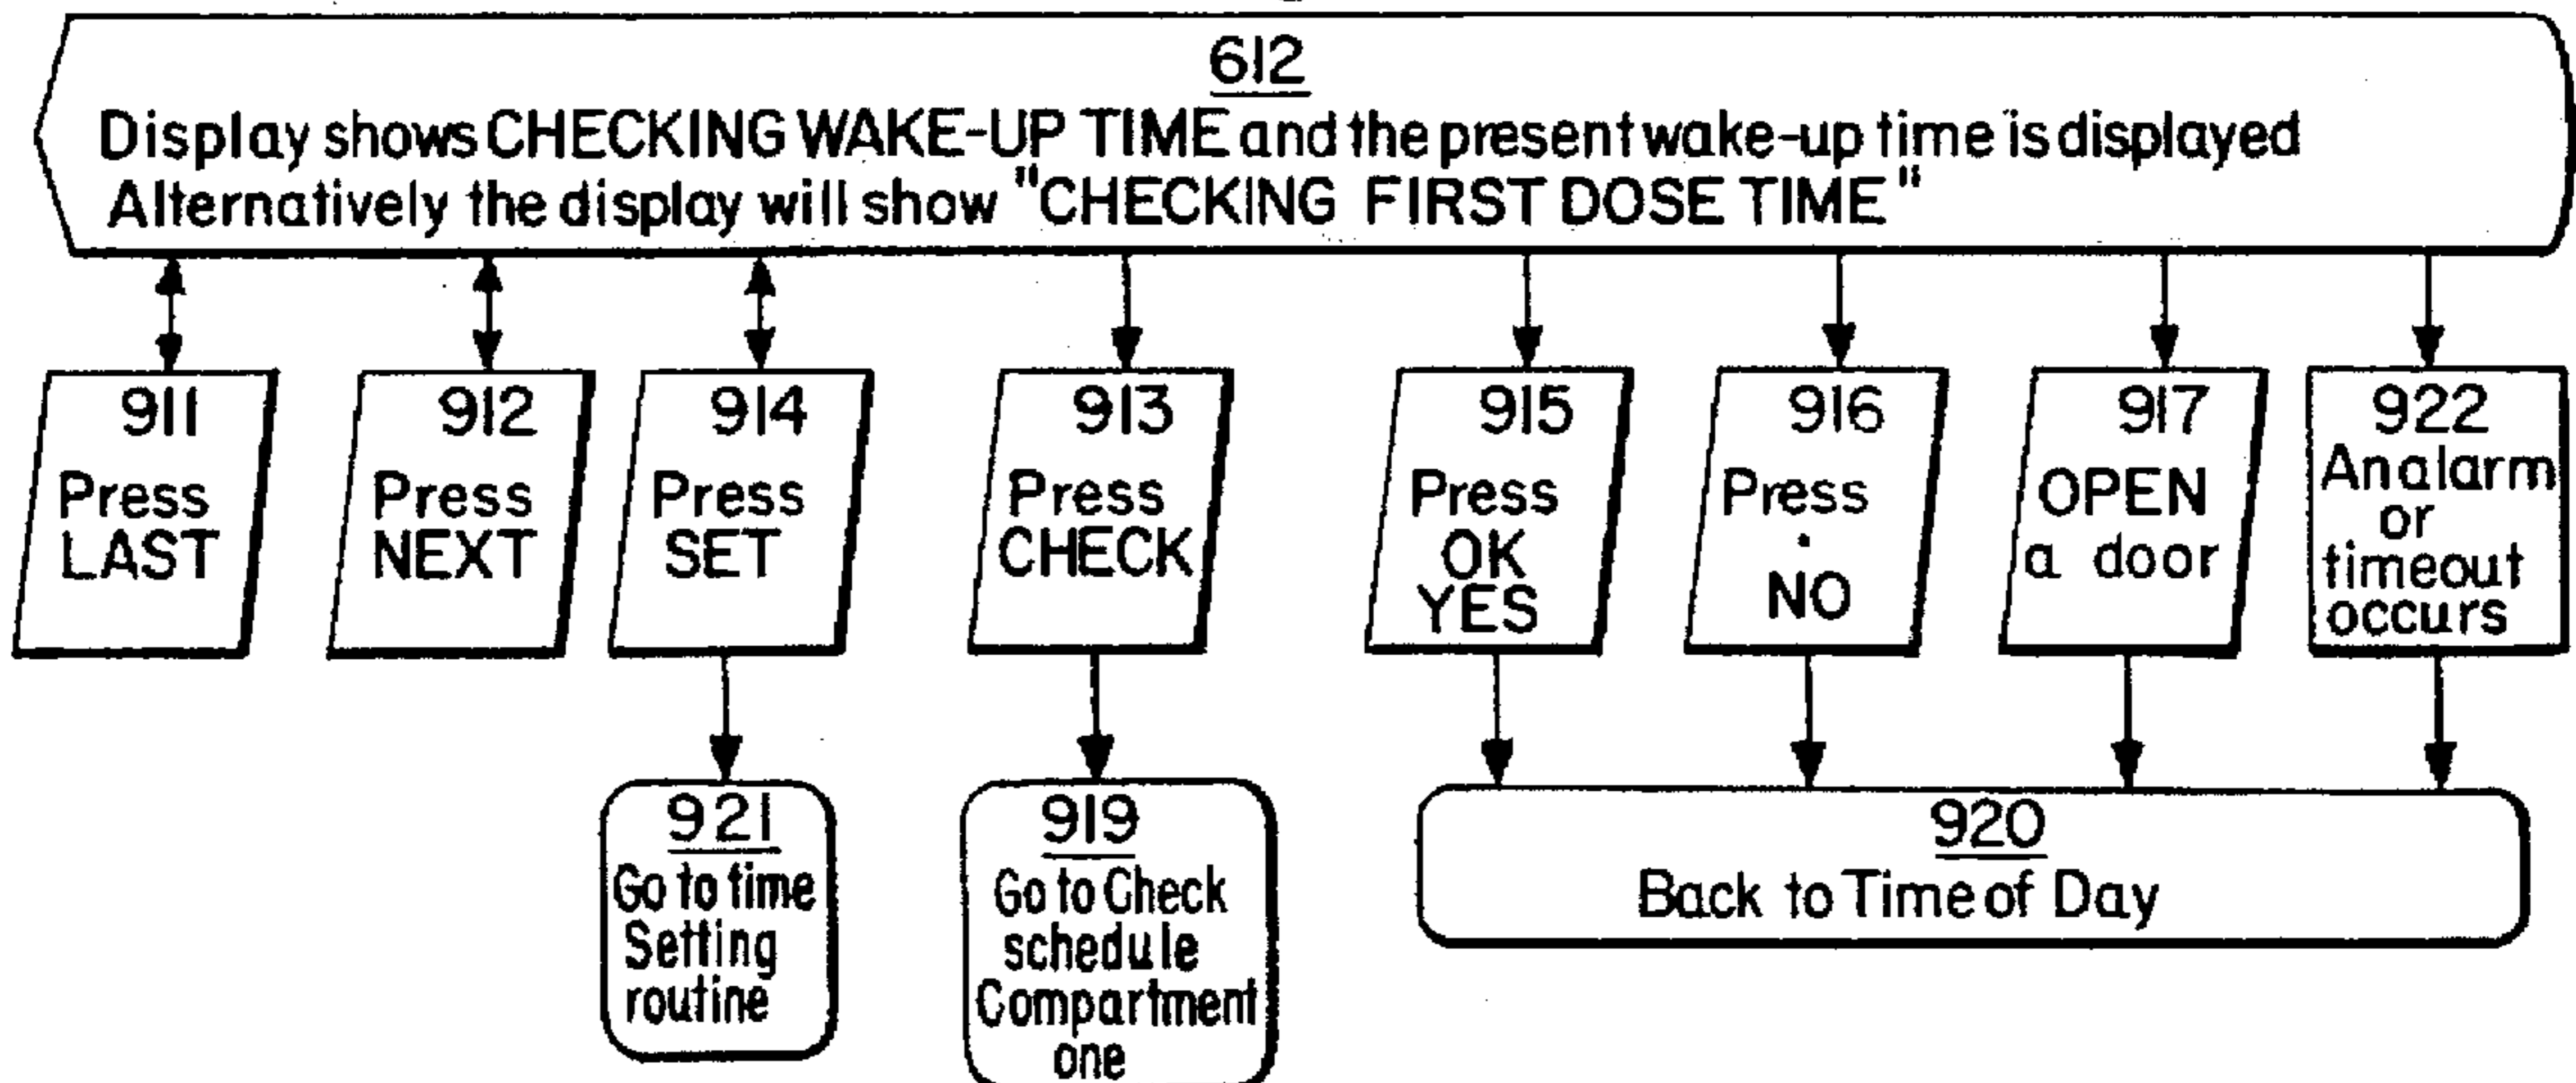 612
Display shows CHECKING WAKE-UP TIME and the present wake-up time is displayed
Alternatively the display will show "CHECKING FIRST DOSE TIME"
911
Press
LAST
912
Press
NEXT
914
Press
SET
913
Press
CHECK
915
Press
OK
YES
916
Press
NO
917
OPEN
a door
922
An alarm
or
timeout
occurs
921
Go to time
Setting
routine
919
Go to Check
schedule
Compartment
one
920
Back to Time of Day